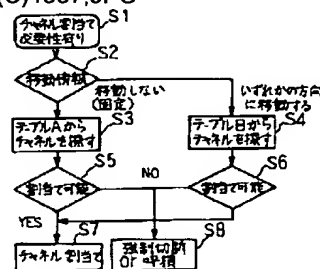 チャネル割当て
必要性有り
S1
S2
移動情報
移動しない
(固定)
いずれかの方向
に移動する
S3
テーブルAから
チャネルを探す
S4
テーブルBから
チャネルを探す
S5
割当て可能
NO
S6
割当て可能
YES
S7
チャネル割当て
S8
強制切断
or 呼損